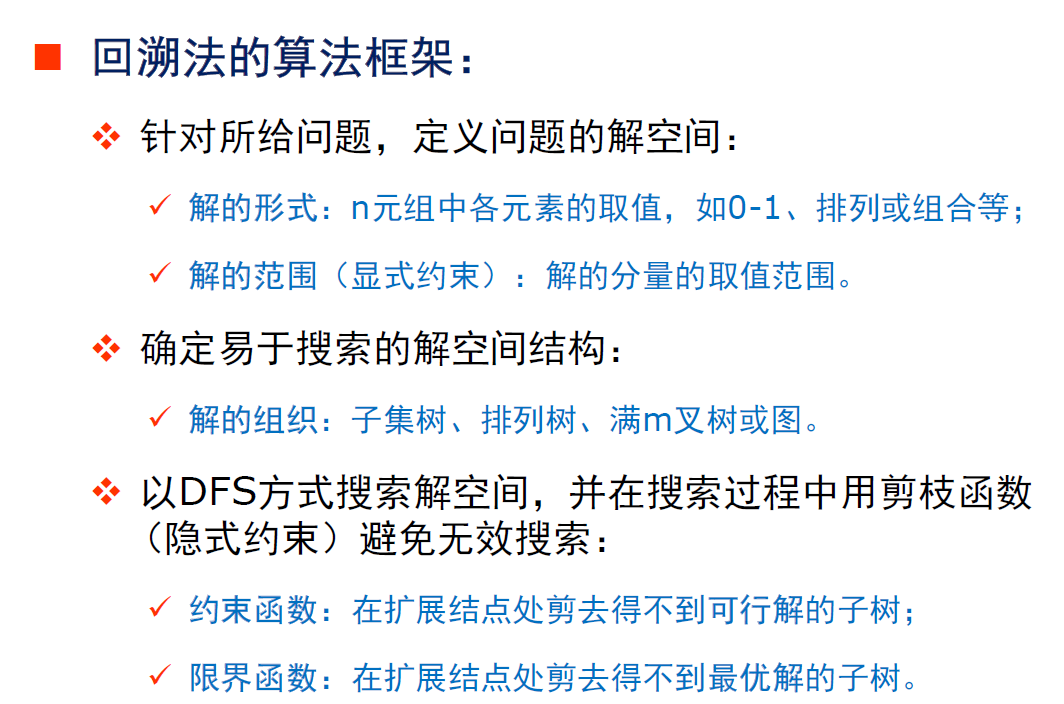 回溯法的算法框架：
针对所给问题，定义问题的解空间：
解的形式：n元组中各元素的取值，如0-1、排列或组合等；
解的范围（显式约束）：解的分量的取值范围。
确定易于搜索的解空间结构：
解的组织：子集树、排列树、满m叉树或图。
以DFS方式搜索解空间，并在搜索过程中用剪枝函数
（隐式约束）避免无效搜索：
约束函数：在扩展结点处剪去得不到可行解的子树；
限界函数：在扩展结点处剪去得不到最优解的子树。